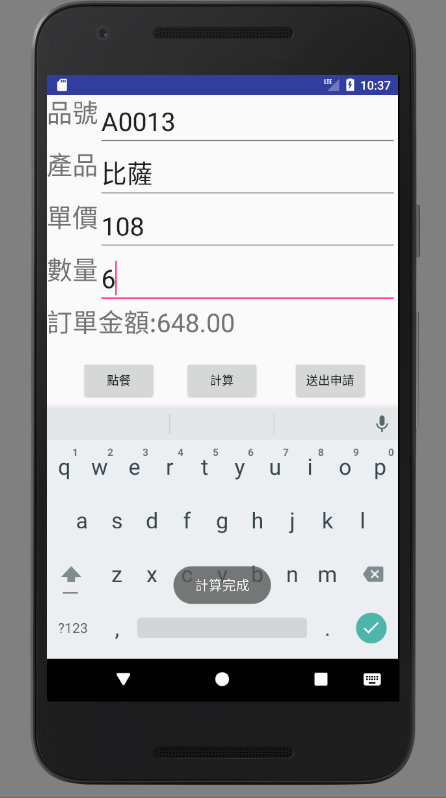 LTE 10:37
品號 A0013
產品 比薩
單價 108
數量 6
訂單金額:648.00
點餐 計算 送出申請
1 2 3 4 5 6 7 8 9 0
q w e r t y u i o p
a s d f g h j k l
z x c v b n m
計算完成
?123 , .